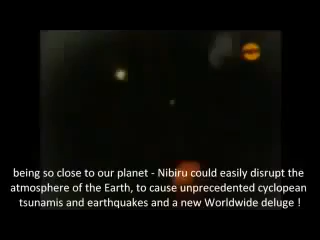 being so close to our planet - Nibiru could easily disrupt the
atmosphere of the Earth, to cause unprecedented cyclopean
tsunamis and earthquakes and a new Worldwide deluge !